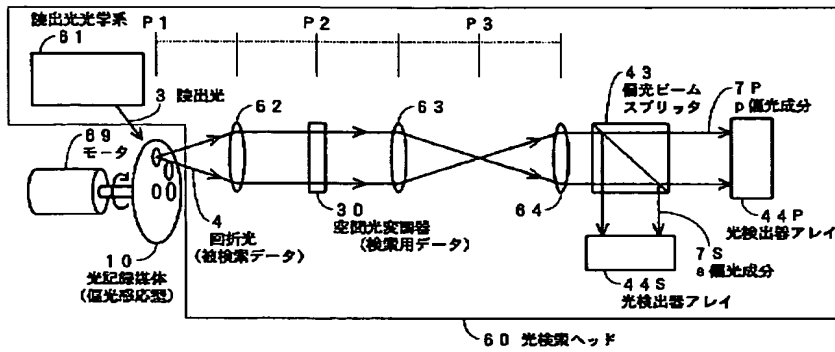 読出光光学系
61
P1
P2
P3
3 読出光
62
63
43
偏光ビーム
スプリッタ
7P
p偏光成分
69
モータ
4
回折光
(被検索データ)
30
空間光変調器
(検索用データ)
64
44P
光検出器アレイ
10
光記録媒体
(偏光感応型)
7S
s偏光成分
44S
光検出器アレイ
60 光検索ヘッド